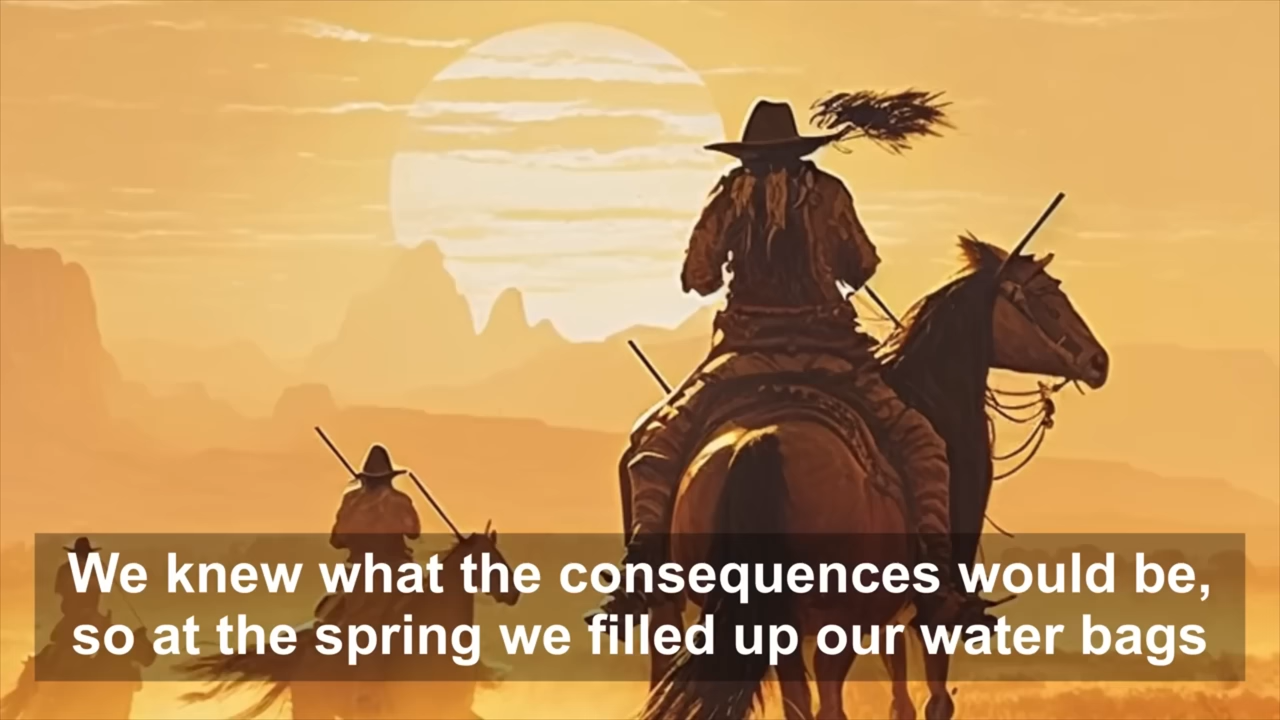 We knew what the consequences would be,
so at the spring we filled up our water bags